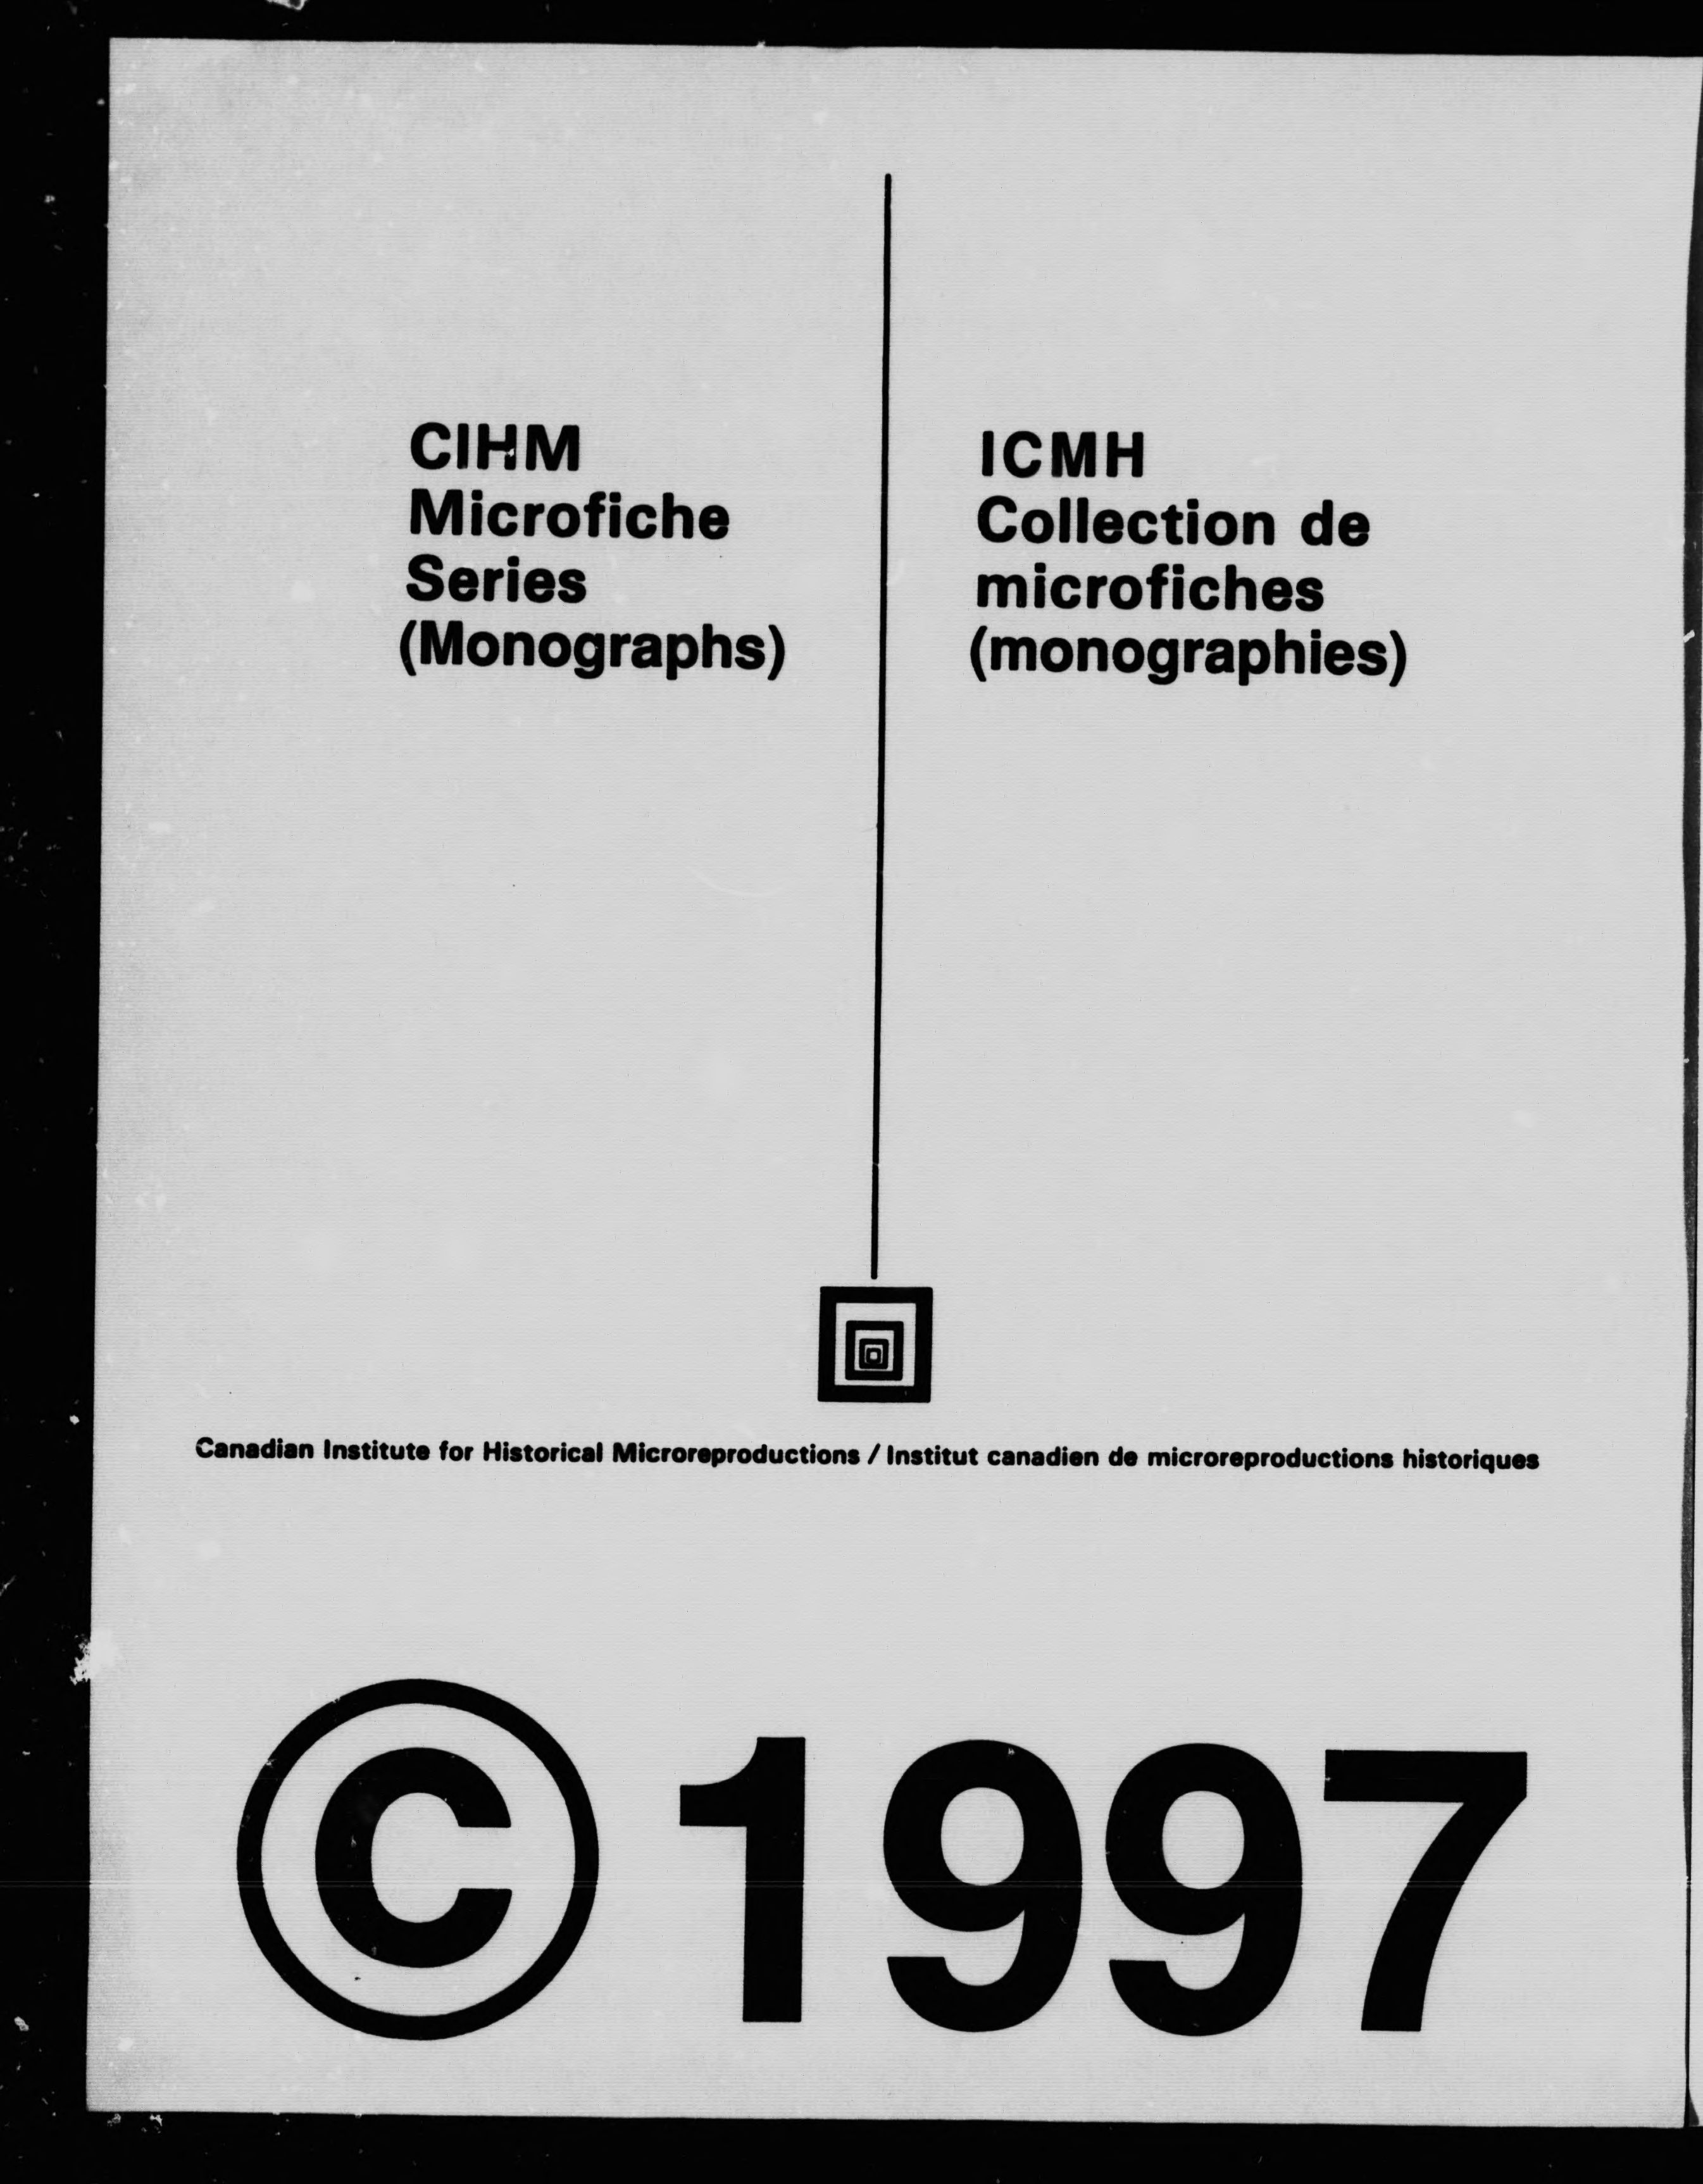 CIHM
Microfiche
Series
(Monographs)
ICMH
Collection de
microfiches
(monographies)
Canadian Institute for Historical Microreproductions / Institut canadien de microreproductions historiques
© 1997